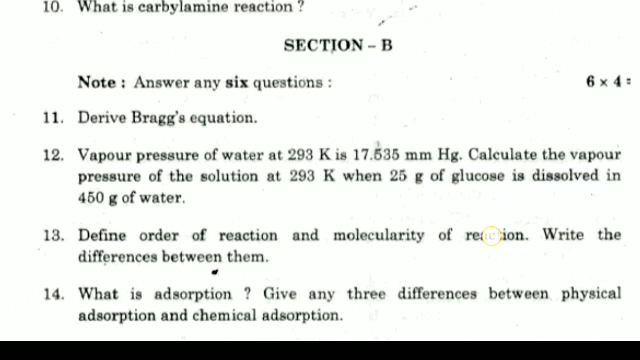 10. What is carbylamine reaction ?
SECTION – B
Note : Answer any six questions :
6 × 4 =
11. Derive Bragg's equation.
12. Vapour pressure of water at 293 K is 17.535 mm Hg. Calculate the vapour
pressure of the solution at 293 K when 25 g of glucose is dissolved in
450 g of water.
13. Define order of reaction and molecularity of reaction. Write the
differences between them.
14. What is adsorption ? Give any three differences between physical
adsorption and chemical adsorption.